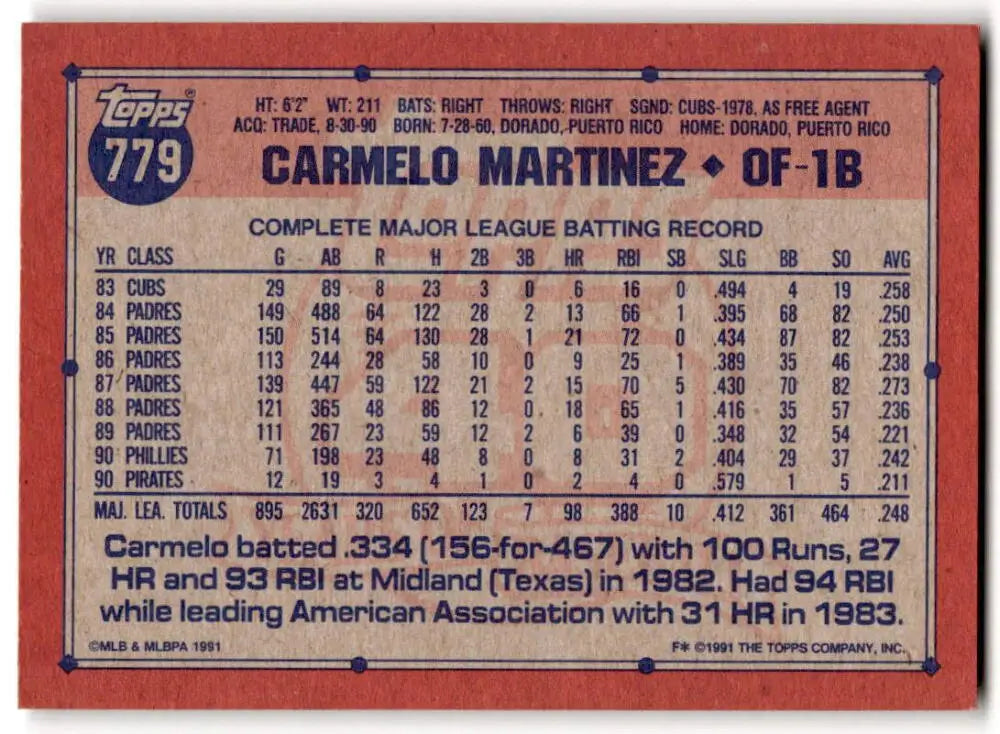 Topps®
779
HT: 6'2" WT: 211 BATS: RIGHT THROWS: RIGHT SGND: CUBS-1978, AS FREE AGENT
ACQ: TRADE, 8-30-90 BORN: 7-28-60, DORADO, PUERTO RICO HOME: DORADO, PUERTO RICO
CARMELO MARTINEZ ◆ OF-1B
COMPLETE MAJOR LEAGUE BATTING RECORD
YR CLASS G AB R H 2B 3B HR RBI SB SLG BB SO AVG
83 CUBS 29 89 8 23 3 0 6 16 0 .494 4 19 .258
84 PADRES 149 488 64 122 28 2 13 66 1 .395 68 82 .250
85 PADRES 150 514 64 130 28 1 21 72 0 .434 87 82 .253
86 PADRES 113 244 28 58 10 0 9 25 1 .389 35 46 .238
87 PADRES 139 447 59 122 21 2 15 70 5 .430 70 82 .273
88 PADRES 121 365 48 86 12 0 18 65 1 .416 35 57 .236
89 PADRES 111 267 23 59 12 2 6 39 0 .348 32 54 .221
90 PHILLIES 71 198 23 48 8 0 8 31 2 .404 29 37 .242
90 PIRATES 12 19 3 4 1 0 2 4 0 .579 1 5 .211
MAJ. LEA. TOTALS 895 2631 320 652 123 7 98 388 10 .412 361 464 .248
Carmelo batted .334 (156-for-467) with 100 Runs, 27
HR and 93 RBI at Midland (Texas) in 1982. Had 94 RBI
while leading American Association with 31 HR in 1983.
©MLB & MLBPA 1991 F* ©1991 THE TOPPS COMPANY, INC.